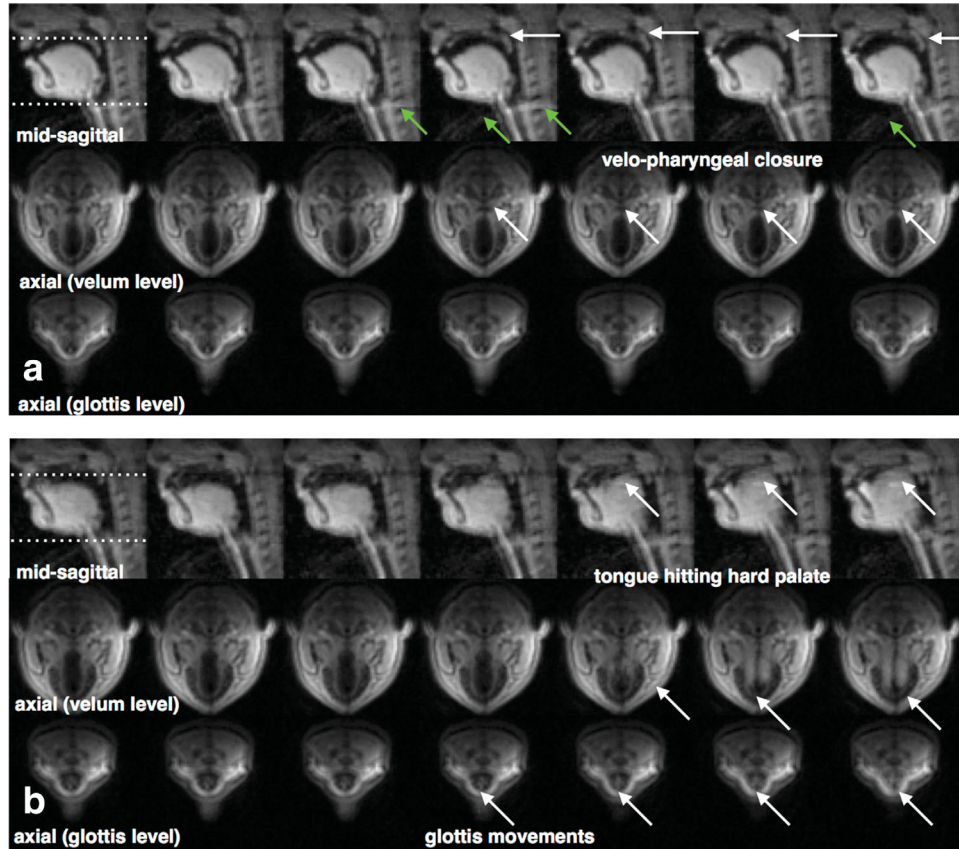 mid-sagittal
velo-pharyngeal closure
axial (velum level)
a
axial (glottis level)
mid-sagittal
tongue hitting hard palate
axial (velum level)
b
axial (glottis level)
glottis movements